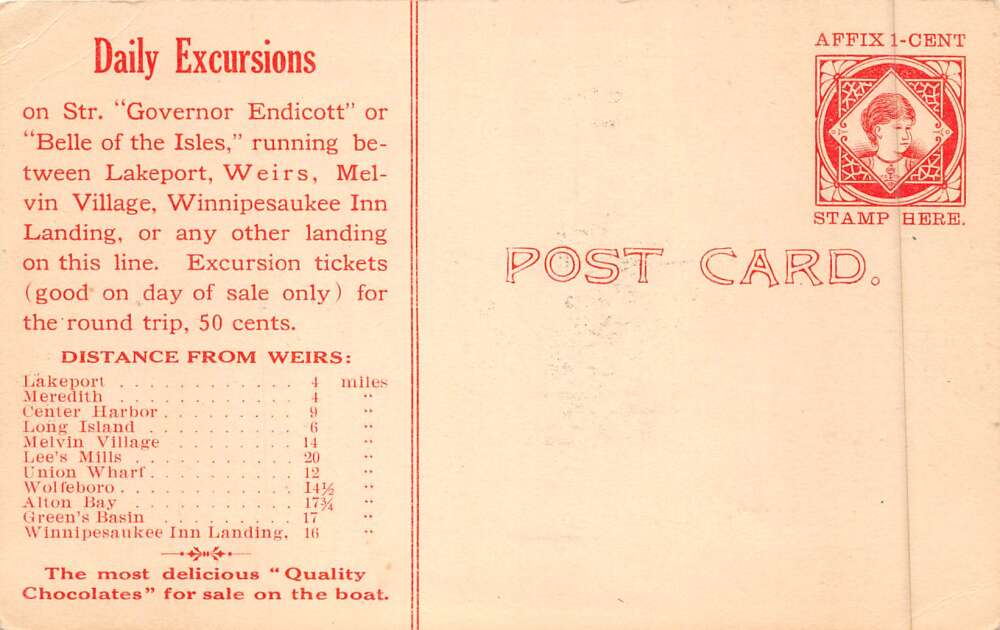 Daily Excursions
on Str. "Governor Endicott" or
"Belle of the Isles," running be-
tween Lakeport, Weirs, Mel-
vin Village, Winnipesaukee Inn
Landing, or any other landing
on this line. Excursion tickets
(good on day of sale only) for
the round trip, 50 cents.
DISTANCE FROM WEIRS:
Lakeport . . . . . . . . . . . . 4 miles
Meredith . . . . . . . . . . . . 4 "
Center Harbor . . . . . . . . . 9 "
Long Island . . . . . . . . . . 6 "
Melvin Village . . . . . . . . 14 "
Lee's Mills . . . . . . . . . . 20 "
Union Wharf . . . . . . . . . . 12 "
Wolfeboro . . . . . . . . . . . 14½ "
Alton Bay . . . . . . . . . . . 17¾ "
Green's Basin . . . . . . . . . 17 "
Winnipesaukee Inn Landing, 16 "
The most delicious "Quality
Chocolates" for sale on the boat.
AFFIX 1-CENT
STAMP HERE.
POST CARD.